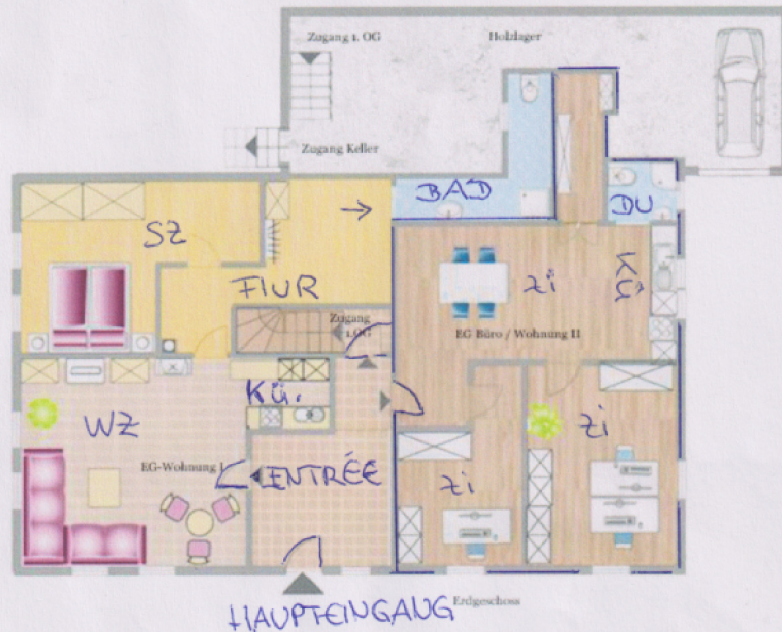 Zugang 1. OG
Holzlager
Zugang Keller
BAD
DU
SZ
FLUR
Zi
KÜ
Zugang
1.OG
EG Büro / Wohnung II
Kü.
WZ
Zi
EG-Wohnung I
ENTRÉE
Zi
Erdgeschoss
HAUPTEINGANG